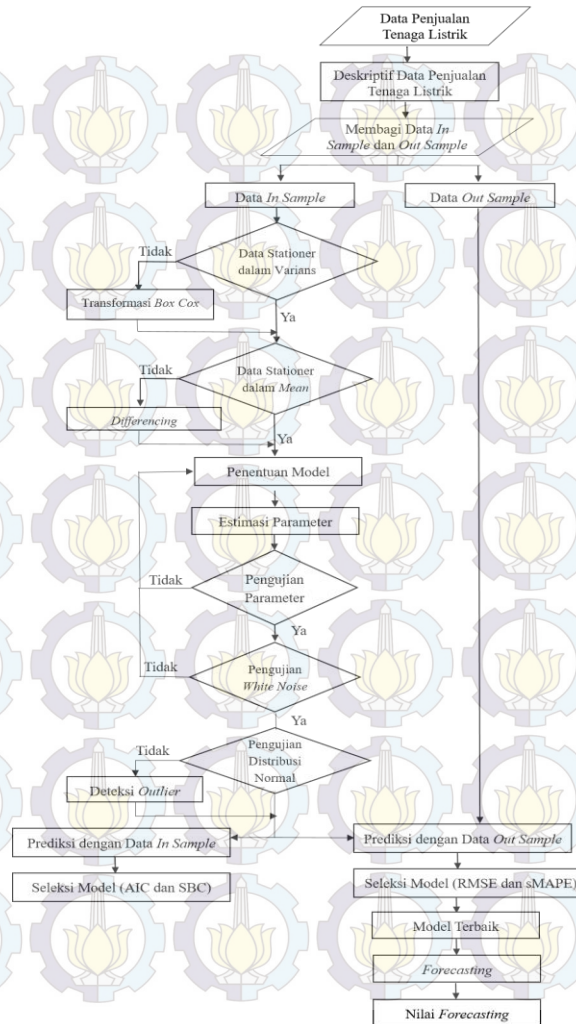 Data Penjualan
Tenaga Listrik
Deskriptif Data Penjualan
Tenaga Listrik
Membagi Data In
Sample dan Out Sample
Data In Sample
Data Out Sample
Tidak
Data Stationer
dalam Varians
Transformasi Box Cox
Ya
Tidak
Data Stationer
dalam Mean
Differencing
Ya
Penentuan Model
Estimasi Parameter
Tidak
Pengujian
Parameter
Ya
Tidak
Pengujian
White Noise
Ya
Tidak
Pengujian
Distribusi
Normal
Deteksi Outlier
Prediksi dengan Data In Sample
Prediksi dengan Data Out Sample
Seleksi Model (AIC dan SBC)
Seleksi Model (RMSE dan sMAPE)
Model Terbaik
Forecasting
Nilai Forecasting